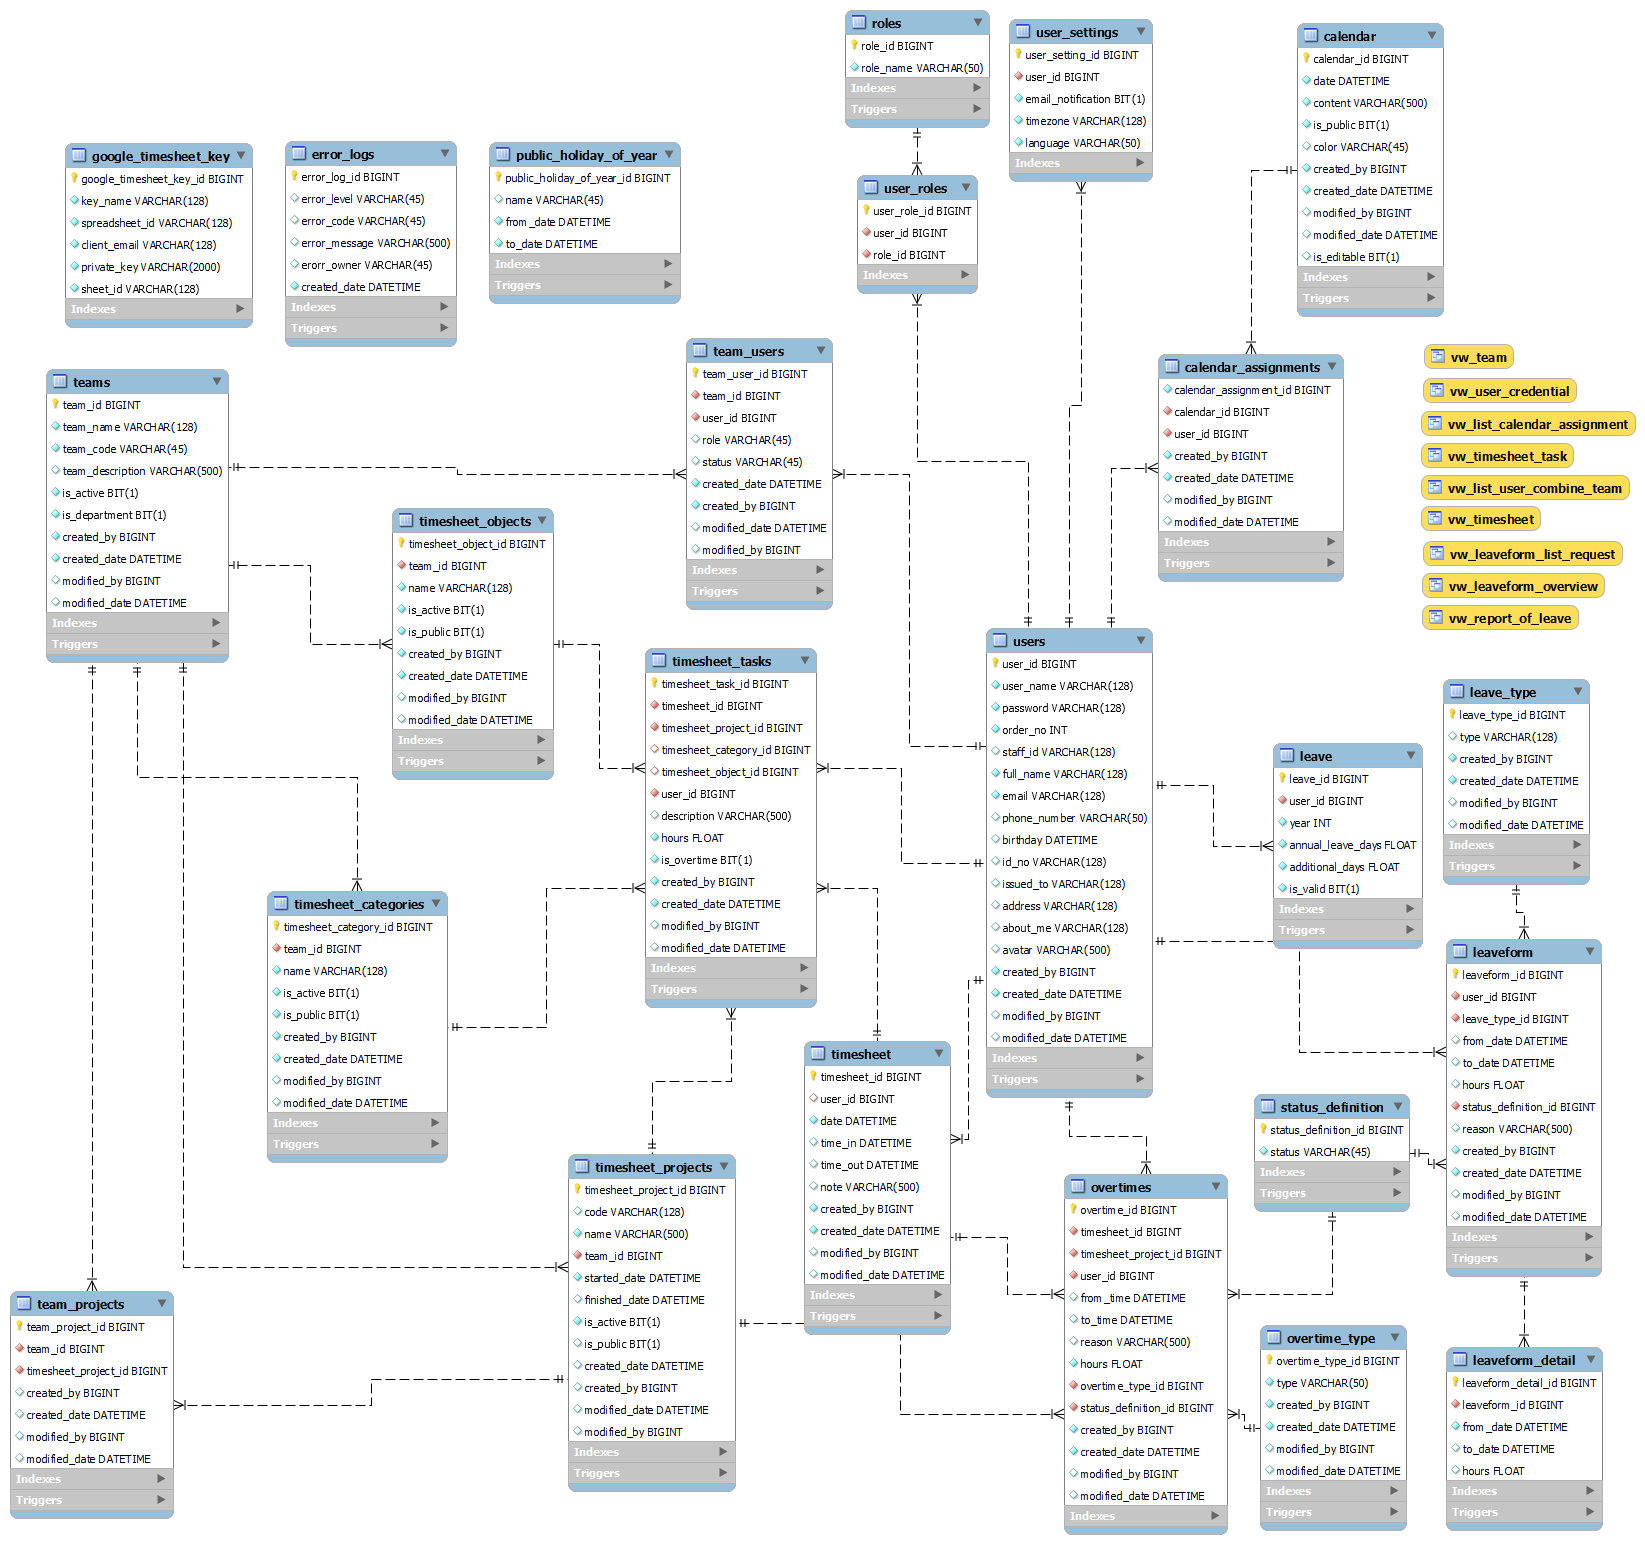 roles
role_id BIGINT
role_name VARCHAR(50)
Indexes
Triggers
user_settings
user_setting_id BIGINT
user_id BIGINT
email_notification BIT(1)
timezone VARCHAR(128)
language VARCHAR(50)
Indexes
calendar
calendar_id BIGINT
date DATETIME
content VARCHAR(500)
is_public BIT(1)
color VARCHAR(45)
created_by BIGINT
created_date DATETIME
modified_by BIGINT
modified_date DATETIME
is_editable BIT(1)
Indexes
Triggers
google_timesheet_key
google_timesheet_key_id BIGINT
key_name VARCHAR(128)
spreadsheet_id VARCHAR(128)
client_email VARCHAR(128)
private_key VARCHAR(2000)
sheet_id VARCHAR(128)
Indexes
error_logs
error_log_id BIGINT
error_level VARCHAR(45)
error_code VARCHAR(45)
error_message VARCHAR(500)
erorr_owner VARCHAR(45)
created_date DATETIME
Indexes
Triggers
public_holiday_of_year
public_holiday_of_year_id BIGINT
name VARCHAR(45)
from_date DATETIME
to_date DATETIME
Indexes
Triggers
user_roles
user_role_id BIGINT
user_id BIGINT
role_id BIGINT
Indexes
team_users
team_user_id BIGINT
team_id BIGINT
user_id BIGINT
role VARCHAR(45)
status VARCHAR(45)
created_date DATETIME
created_by BIGINT
modified_date DATETIME
modified_by BIGINT
Indexes
Triggers
calendar_assignments
calendar_assignment_id BIGINT
calendar_id BIGINT
user_id BIGINT
created_by BIGINT
created_date DATETIME
modified_by BIGINT
modified_date DATETIME
Indexes
Triggers
vw_team
vw_user_credential
vw_list_calendar_assignment
vw_timesheet_task
vw_list_user_combine_team
vw_timesheet
vw_leaveform_list_request
vw_leaveform_overview
vw_report_of_leave
teams
team_id BIGINT
team_name VARCHAR(128)
team_code VARCHAR(45)
team_description VARCHAR(500)
is_active BIT(1)
is_department BIT(1)
created_by BIGINT
created_date DATETIME
modified_by BIGINT
modified_date DATETIME
Indexes
Triggers
timesheet_objects
timesheet_object_id BIGINT
team_id BIGINT
name VARCHAR(128)
is_active BIT(1)
is_public BIT(1)
created_by BIGINT
created_date DATETIME
modified_by BIGINT
modified_date DATETIME
Indexes
Triggers
timesheet_tasks
timesheet_task_id BIGINT
timesheet_id BIGINT
timesheet_project_id BIGINT
timesheet_category_id BIGINT
timesheet_object_id BIGINT
user_id BIGINT
description VARCHAR(500)
hours FLOAT
is_overtime BIT(1)
created_by BIGINT
created_date DATETIME
modified_by BIGINT
modified_date DATETIME
Indexes
Triggers
users
user_id BIGINT
user_name VARCHAR(128)
password VARCHAR(128)
order_no INT
staff_id VARCHAR(128)
full_name VARCHAR(128)
email VARCHAR(128)
phone_number VARCHAR(50)
birthday DATETIME
id_no VARCHAR(128)
issued_to VARCHAR(128)
address VARCHAR(128)
about_me VARCHAR(128)
avatar VARCHAR(500)
created_by BIGINT
created_date DATETIME
modified_by BIGINT
modified_date DATETIME
Indexes
Triggers
leave
leave_id BIGINT
user_id BIGINT
year INT
annual_leave_days FLOAT
additional_days FLOAT
is_valid BIT(1)
Indexes
Triggers
leave_type
leave_type_id BIGINT
type VARCHAR(128)
created_by BIGINT
created_date DATETIME
modified_by BIGINT
modified_date DATETIME
Indexes
Triggers
timesheet_categories
timesheet_category_id BIGINT
team_id BIGINT
name VARCHAR(128)
is_active BIT(1)
is_public BIT(1)
created_by BIGINT
created_date DATETIME
modified_by BIGINT
modified_date DATETIME
Indexes
Triggers
leaveform
leaveform_id BIGINT
user_id BIGINT
leave_type_id BIGINT
from_date DATETIME
to_date DATETIME
hours FLOAT
status_definition_id BIGINT
reason VARCHAR(500)
created_by BIGINT
created_date DATETIME
modified_by BIGINT
modified_date DATETIME
Indexes
Triggers
timesheet
timesheet_id BIGINT
user_id BIGINT
date DATETIME
time_in DATETIME
time_out DATETIME
note VARCHAR(500)
created_by BIGINT
created_date DATETIME
modified_by BIGINT
modified_date DATETIME
Indexes
Triggers
status_definition
status_definition_id BIGINT
status VARCHAR(45)
Indexes
Triggers
timesheet_projects
timesheet_project_id BIGINT
code VARCHAR(128)
name VARCHAR(500)
team_id BIGINT
started_date DATETIME
finished_date DATETIME
is_active BIT(1)
is_public BIT(1)
created_date DATETIME
created_by BIGINT
modified_date DATETIME
modified_by BIGINT
Indexes
Triggers
overtimes
overtime_id BIGINT
timesheet_id BIGINT
timesheet_project_id BIGINT
user_id BIGINT
from_time DATETIME
to_time DATETIME
reason VARCHAR(500)
hours FLOAT
overtime_type_id BIGINT
status_definition_id BIGINT
created_by BIGINT
created_date DATETIME
modified_by BIGINT
modified_date DATETIME
Indexes
team_projects
team_project_id BIGINT
team_id BIGINT
timesheet_project_id BIGINT
created_by BIGINT
created_date DATETIME
modified_by BIGINT
modified_date DATETIME
Indexes
Triggers
overtime_type
overtime_type_id BIGINT
type VARCHAR(50)
created_by BIGINT
created_date DATETIME
modified_by BIGINT
modified_date DATETIME
Indexes
Triggers
leaveform_detail
leaveform_detail_id BIGINT
leaveform_id BIGINT
from_date DATETIME
to_date DATETIME
hours FLOAT
Indexes
Triggers